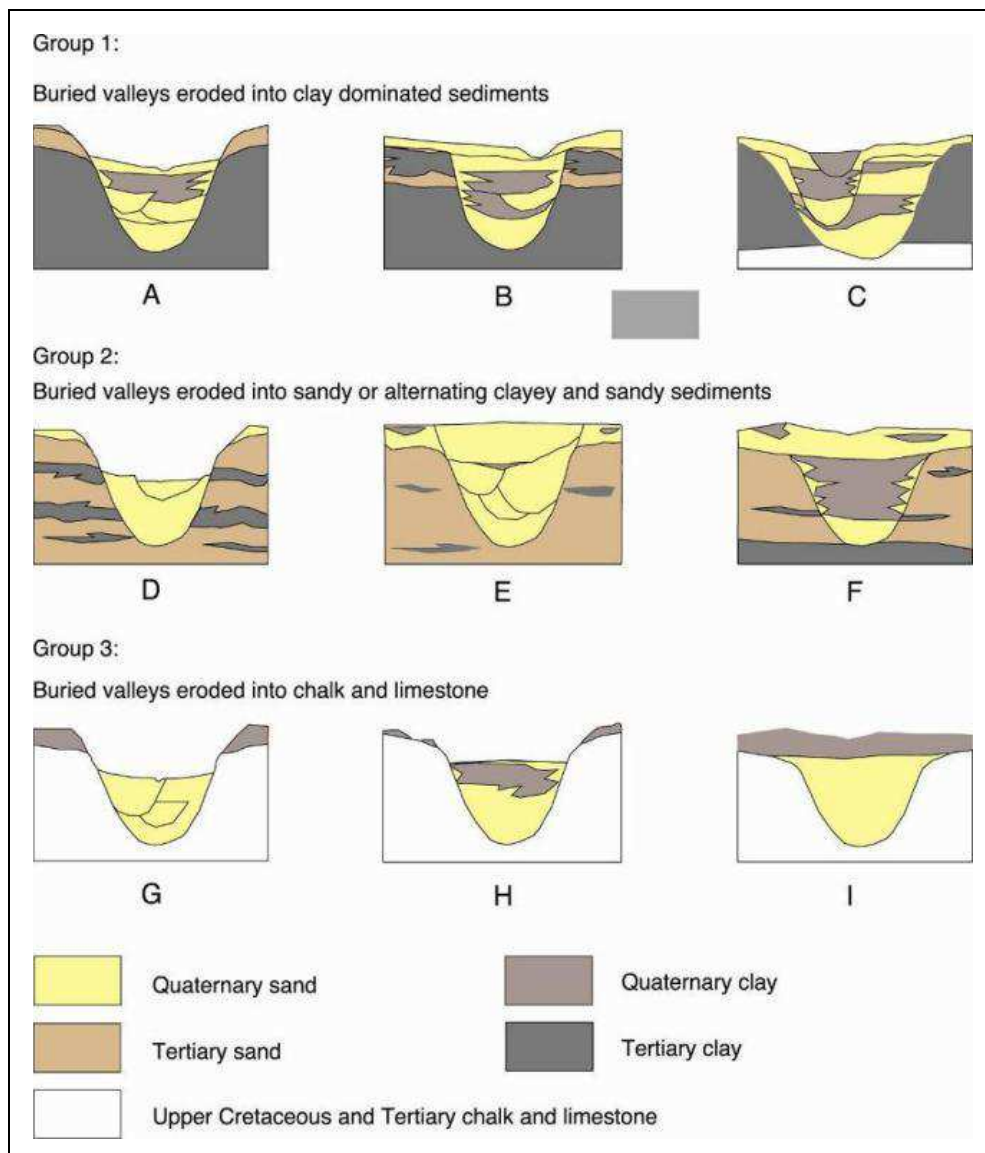 Group 1:
Buried valleys eroded into clay dominated sediments
A B C
Group 2:
Buried valleys eroded into sandy or alternating clayey and sandy sediments
D E F
Group 3:
Buried valleys eroded into chalk and limestone
G H I
Quaternary sand
Quaternary clay
Tertiary sand
Tertiary clay
Upper Cretaceous and Tertiary chalk and limestone